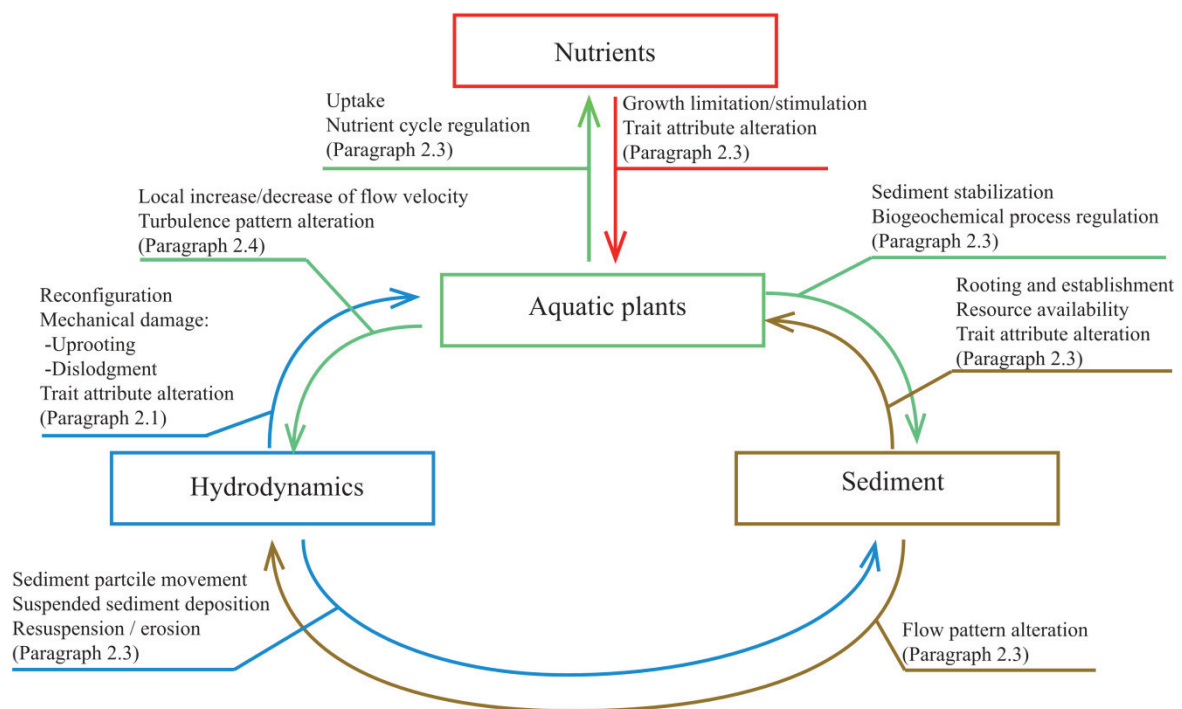 Nutrients
Uptake
Nutrient cycle regulation
(Paragraph 2.3)
Growth limitation/stimulation
Trait attribute alteration
(Paragraph 2.3)
Local increase/decrease of flow velocity
Turbulence pattern alteration
(Paragraph 2.4)
Sediment stabilization
Biogeochemical process regulation
(Paragraph 2.3)
Reconfiguration
Mechanical damage:
-Uprooting
-Dislodgment
Trait attribute alteration
(Paragraph 2.1)
Aquatic plants
Rooting and establishment
Resource availability
Trait attribute alteration
(Paragraph 2.3)
Hydrodynamics
Sediment
Sediment partcile movement
Suspended sediment deposition
Resuspension / erosion
(Paragraph 2.3)
Flow pattern alteration
(Paragraph 2.3)